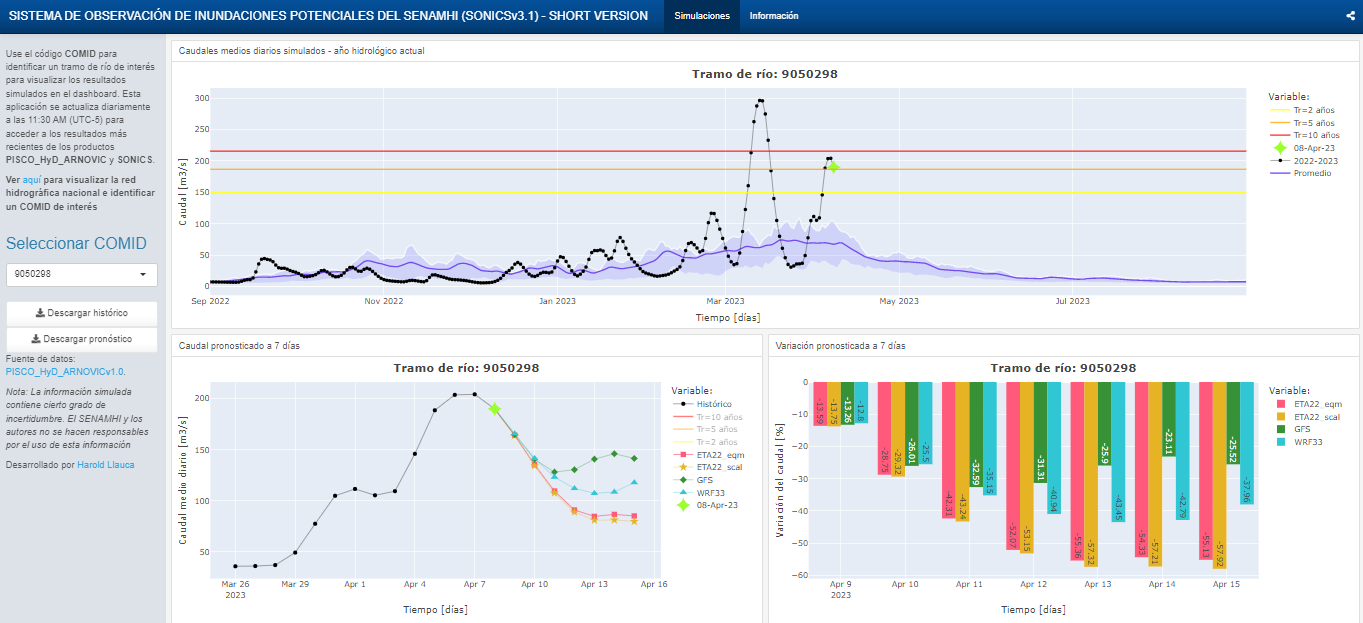 SISTEMA DE OBSERVACIÓN DE INUNDACIONES POTENCIALES DEL SENAMHI (SONICSv3.1) - SHORT VERSION
Simulaciones
Información
Use el código COMID para
identificar un tramo de río de interés
para visualizar los resultados
simulados en el dashboard. Esta
aplicación se actualiza diariamente
a las 11:30 AM (UTC-5) para
acceder a los resultados más
recientes de los productos
PISCO_HyD_ARNOVIC y SONICS.
Ver aquí para visualizar la red
hidrográfica nacional e identificar
un COMID de interés
Seleccionar COMID
9050298
Descargar histórico
Descargar pronóstico
Fuente de datos:
PISCO_HyD_ARNOVICv1.0.
Nota: La información simulada
contiene cierto grado de
incertidumbre. El SENAMHI y los
autores no se hacen responsables
por el uso de esta información
Desarrollado por Harold Llauca
Caudales medios diarios simulados - año hidrológico actual
Tramo de río: 9050298
Caudal [m3/s]
300
250
200
150
100
50
0
Sep 2022
Nov 2022
Jan 2023
Mar 2023
May 2023
Jul 2023
Tiempo [días]
Variable:
Tr=2 años
Tr=5 años
Tr=10 años
08-Apr-23
2022-2023
Promedio
Caudal pronosticado a 7 días
Tramo de río: 9050298
Caudal medio diario [m3/s]
200
150
100
50
Mar 26
2023
Mar 29
Apr 1
Apr 4
Apr 7
Apr 10
Apr 13
Apr 16
Tiempo [días]
Variable:
Histórico
Tr=10 años
Tr=5 años
Tr=2 años
ETA22_eqm
ETA22_scal
GFS
WRF33
08-Apr-23
Variación pronosticada a 7 días
Tramo de río: 9050298
Variación del caudal [%]
0
−10
−20
−30
−40
−50
−60
-13.59
-13.75
-13.26
-12.8
-28.75
-29.32
-26.01
-25.5
-42.31
-43.24
-32.59
-35.15
-52.07
-53.15
-31.31
-40.94
-55.36
-57.32
-25.9
-43.45
-54.33
-57.21
-23.11
-42.79
-55.13
-57.92
-25.52
-37.96
Apr 9
2023
Apr 10
Apr 11
Apr 12
Apr 13
Apr 14
Apr 15
Tiempo [días]
Variable:
ETA22_eqm
ETA22_scal
GFS
WRF33